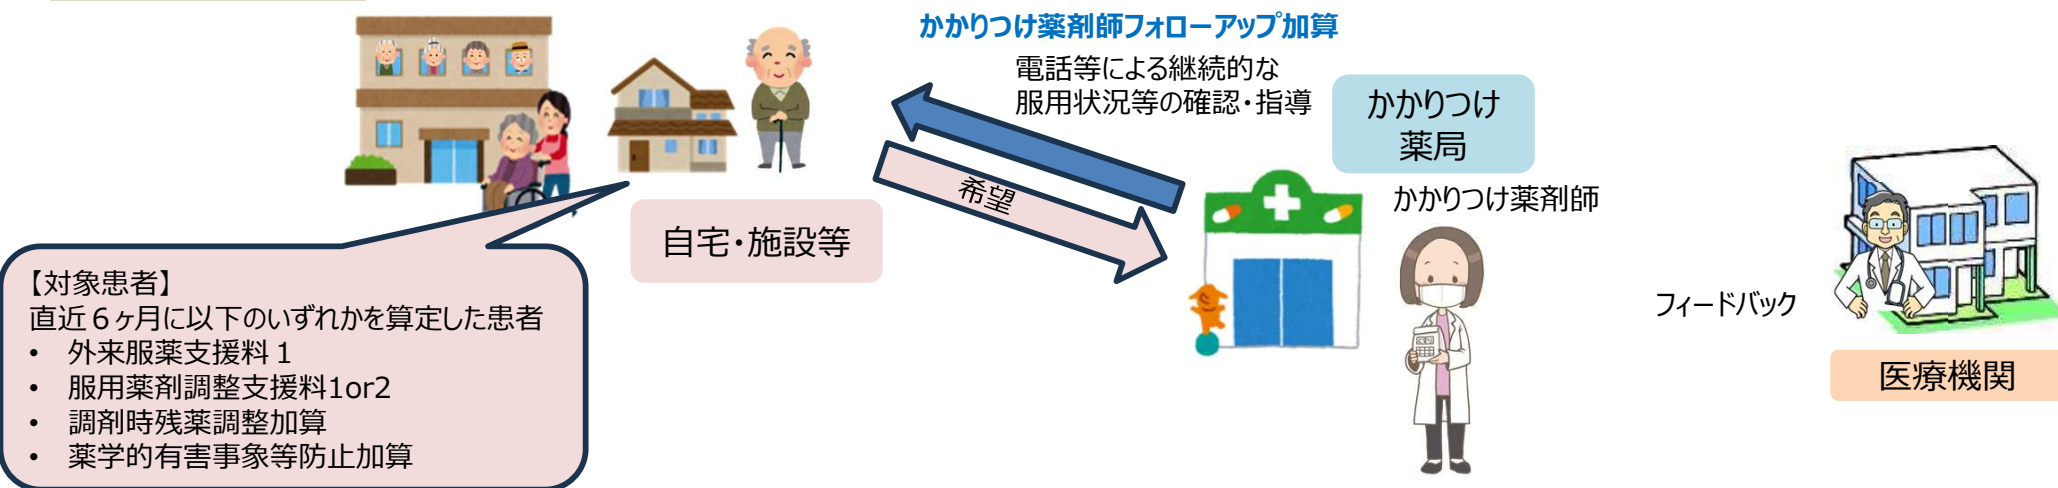 かかりつけ薬剤師フォローアップ加算
電話等による継続的な
服用状況等の確認・指導
かかりつけ
薬局
希望
かかりつけ薬剤師
自宅・施設等
【対象患者】
直近６ヶ月に以下のいずれかを算定した患者
• 外来服薬支援料１
• 服用薬剤調整支援料1or2
• 調剤時残薬調整加算
• 薬学的有害事象等防止加算
フィードバック
医療機関